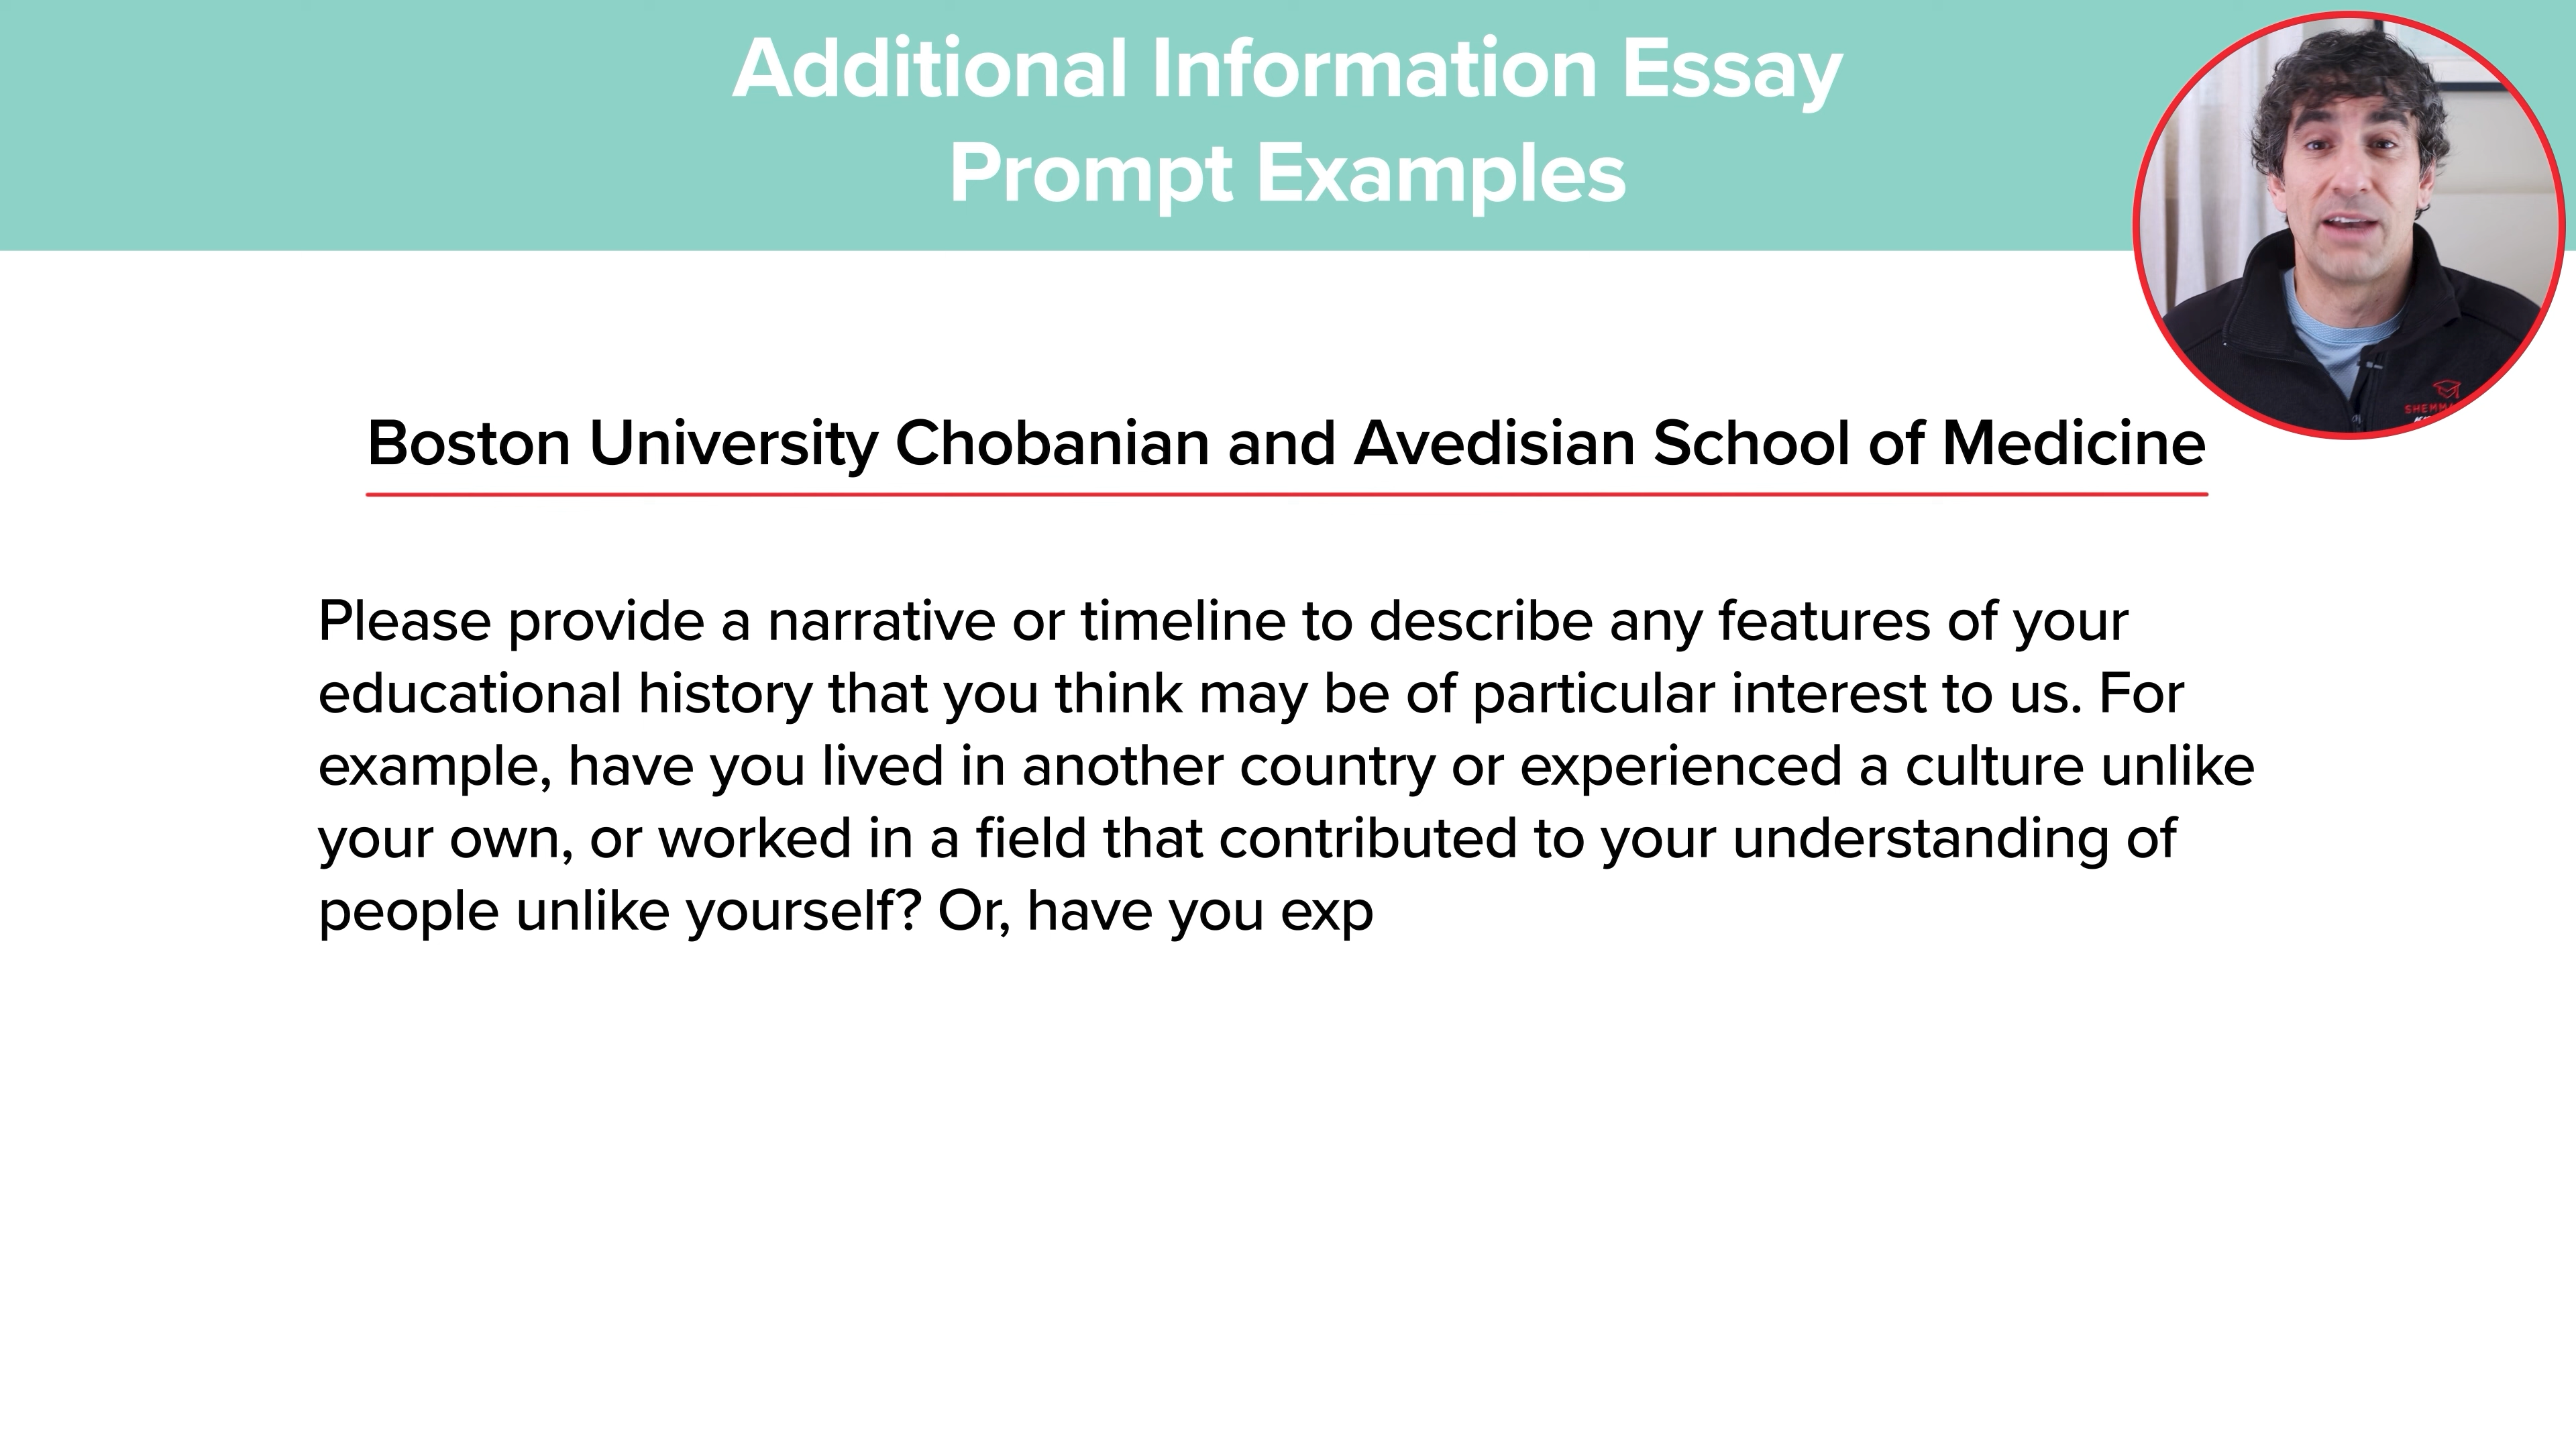 Additional Information Essay
Prompt Examples
Boston University Chobanian and Avedisian School of Medicine
Please provide a narrative or timeline to describe any features of your
educational history that you think may be of particular interest to us. For
example, have you lived in another country or experienced a culture unlike
your own, or worked in a field that contributed to your understanding of
people unlike yourself? Or, have you exp